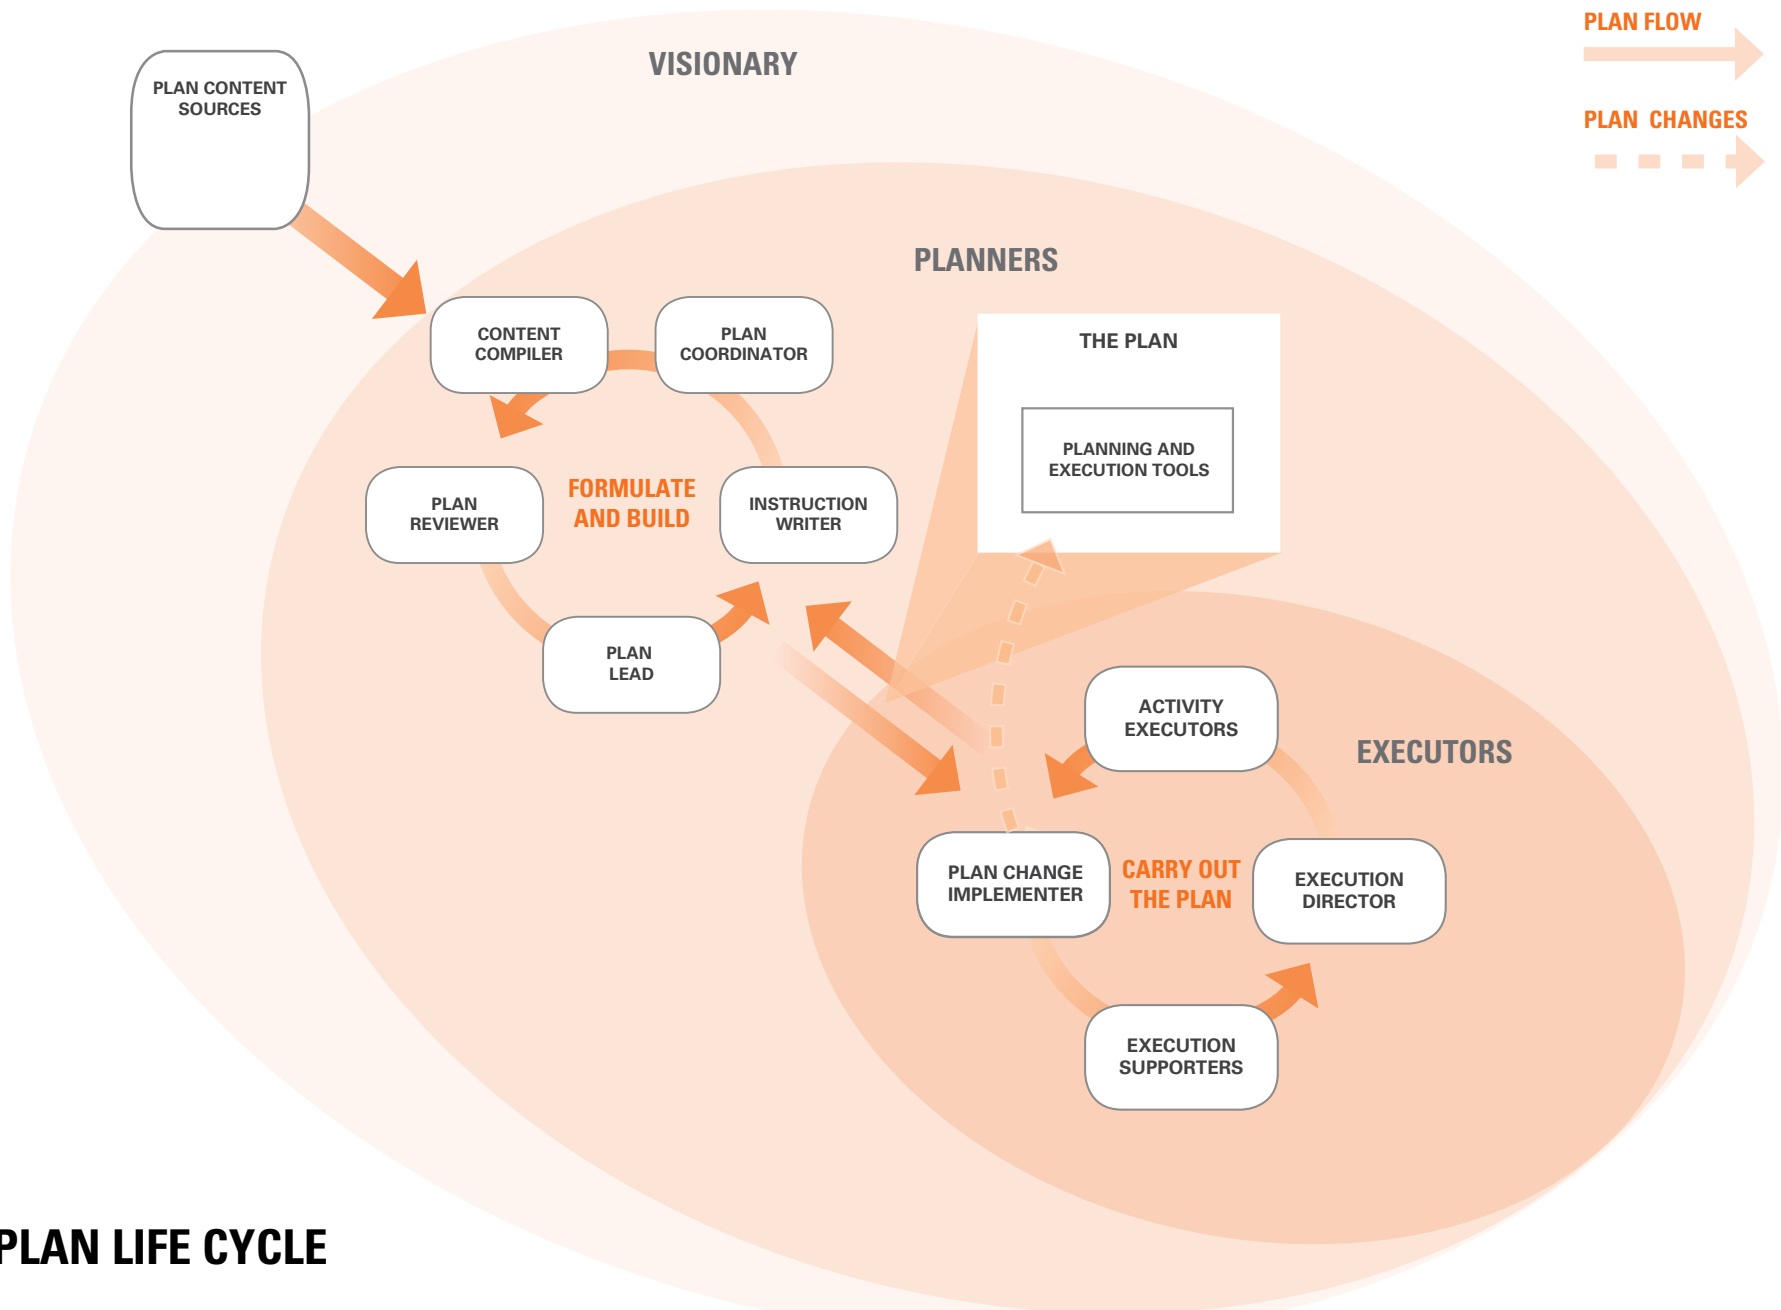 PLAN FLOW
PLAN CHANGES
VISIONARY
PLAN CONTENT
SOURCES
PLANNERS
CONTENT
COMPILER
PLAN
COORDINATOR
THE PLAN
PLANNING AND
EXECUTION TOOLS
PLAN
REVIEWER
FORMULATE
AND BUILD
INSTRUCTION
WRITER
PLAN
LEAD
ACTIVITY
EXECUTORS
EXECUTORS
PLAN CHANGE
IMPLEMENTER
CARRY OUT
THE PLAN
EXECUTION
DIRECTOR
EXECUTION
SUPPORTERS
PLAN LIFE CYCLE